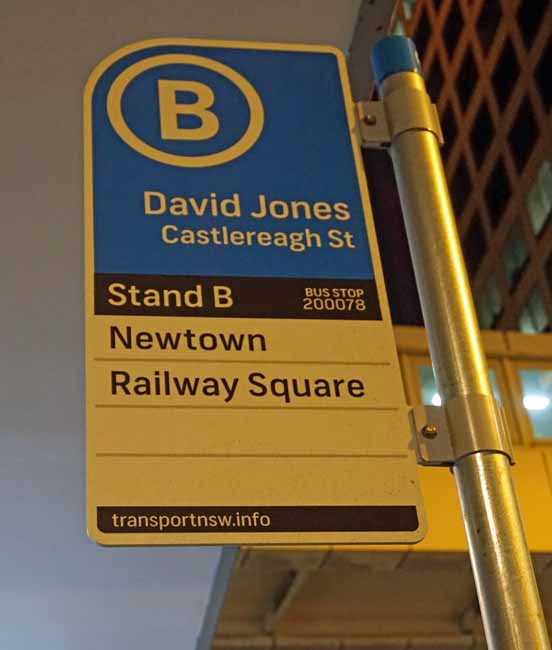 B
David Jones
Castlereagh St
Stand B
BUS STOP
200078
Newtown
Railway Square
transportnsw.info